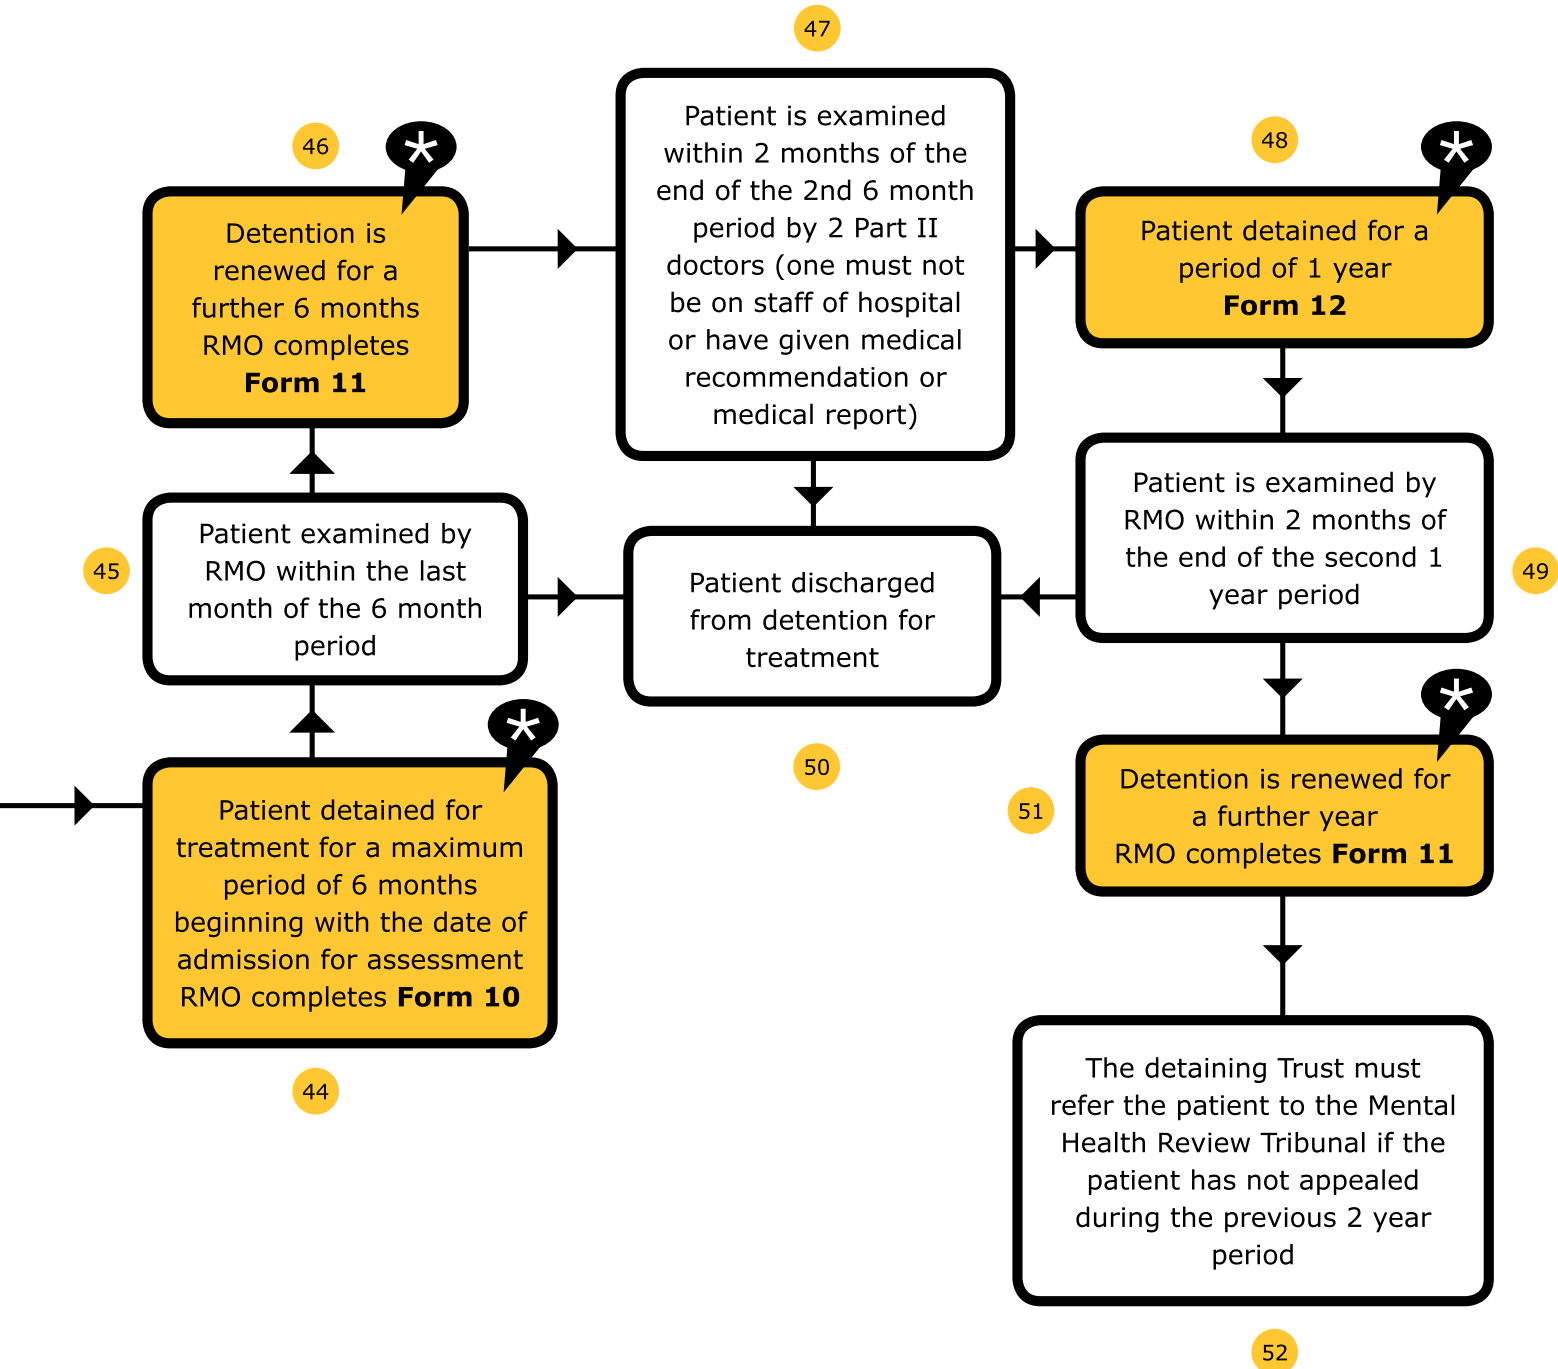 47
Patient is examined
within 2 months of the
end of the 2nd 6 month
period by 2 Part II
doctors (one must not
be on staff of hospital
or have given medical
recommendation or
medical report)
46
*
Detention is
renewed for a
further 6 months
RMO completes
Form 11
48
*
Patient detained for a
period of 1 year
Form 12
45
Patient examined by
RMO within the last
month of the 6 month
period
Patient discharged
from detention for
treatment
50
Patient is examined by
RMO within 2 months of
the end of the second 1
year period
49
*
Patient detained for
treatment for a maximum
period of 6 months
beginning with the date of
admission for assessment
RMO completes Form 10
44
51
*
Detention is renewed for
a further year
RMO completes Form 11
The detaining Trust must
refer the patient to the Mental
Health Review Tribunal if the
patient has not appealed
during the previous 2 year
period
52